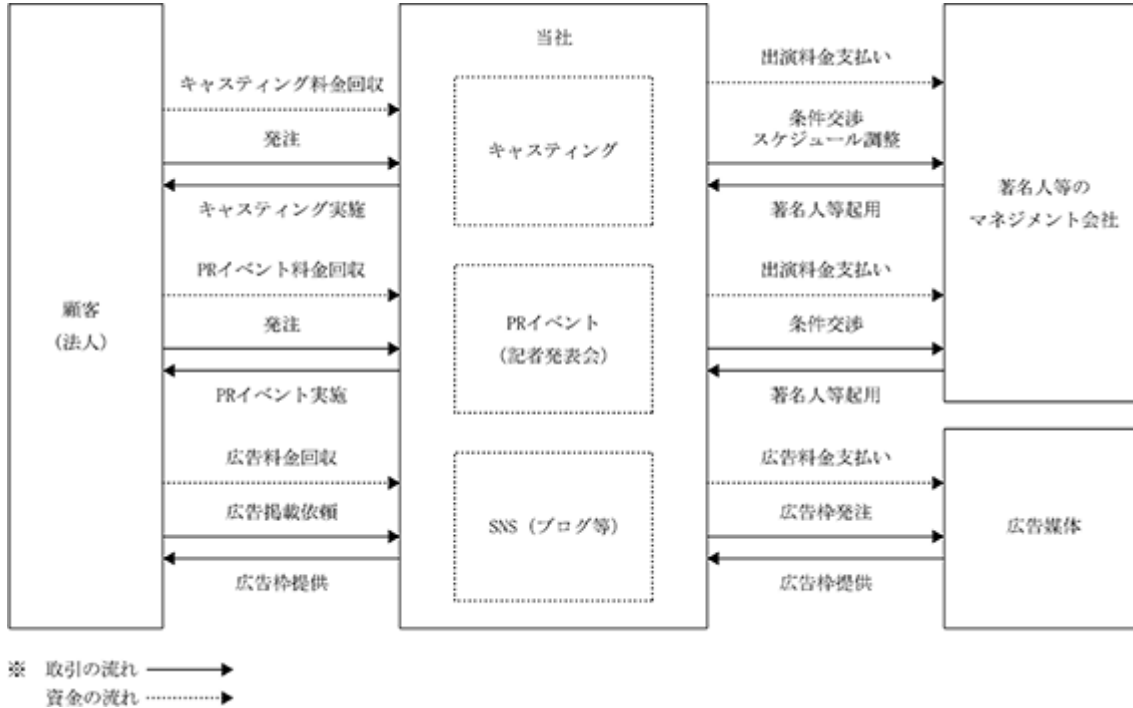 当社
キャスティング料金回収
発注
キャスティング実施
キャスティング
出演料金支払い
条件交渉
スケジュール調整
著名人等起用
著名人等の
マネジメント会社
顧客
(法人)
PRイベント料金回収
発注
PRイベント実施
PRイベント
(記者発表会)
出演料金支払い
条件交渉
著名人等起用
広告料金回収
広告掲載依頼
広告枠提供
SNS (ブログ等)
広告料金支払い
広告枠発注
広告枠提供
広告媒体
※ 取引の流れ
資金の流れ